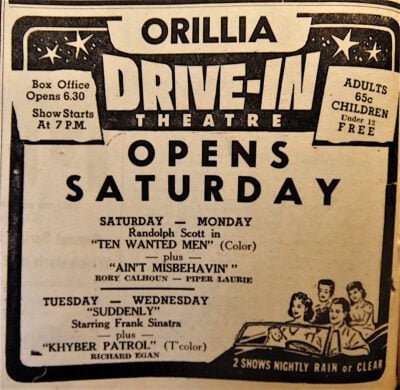 ORILLIA
DRIVE-IN
THEATRE
Box Office
Opens 6.30
Show Starts
At 7 P.M.
ADULTS
65c
CHILDREN
Under 12
FREE
OPENS
SATURDAY
SATURDAY — MONDAY
Randolph Scott in
"TEN WANTED MEN" (Color)
— plus —
"AIN'T MISBEHAVIN'"
RORY CALHOUN — PIPER LAURIE
TUESDAY — WEDNESDAY
"SUDDENLY"
Starring Frank Sinatra
— plus
"KHYBER PATROL" (T'color)
RICHARD EGAN
2 SHOWS NIGHTLY RAIN or CLEAR